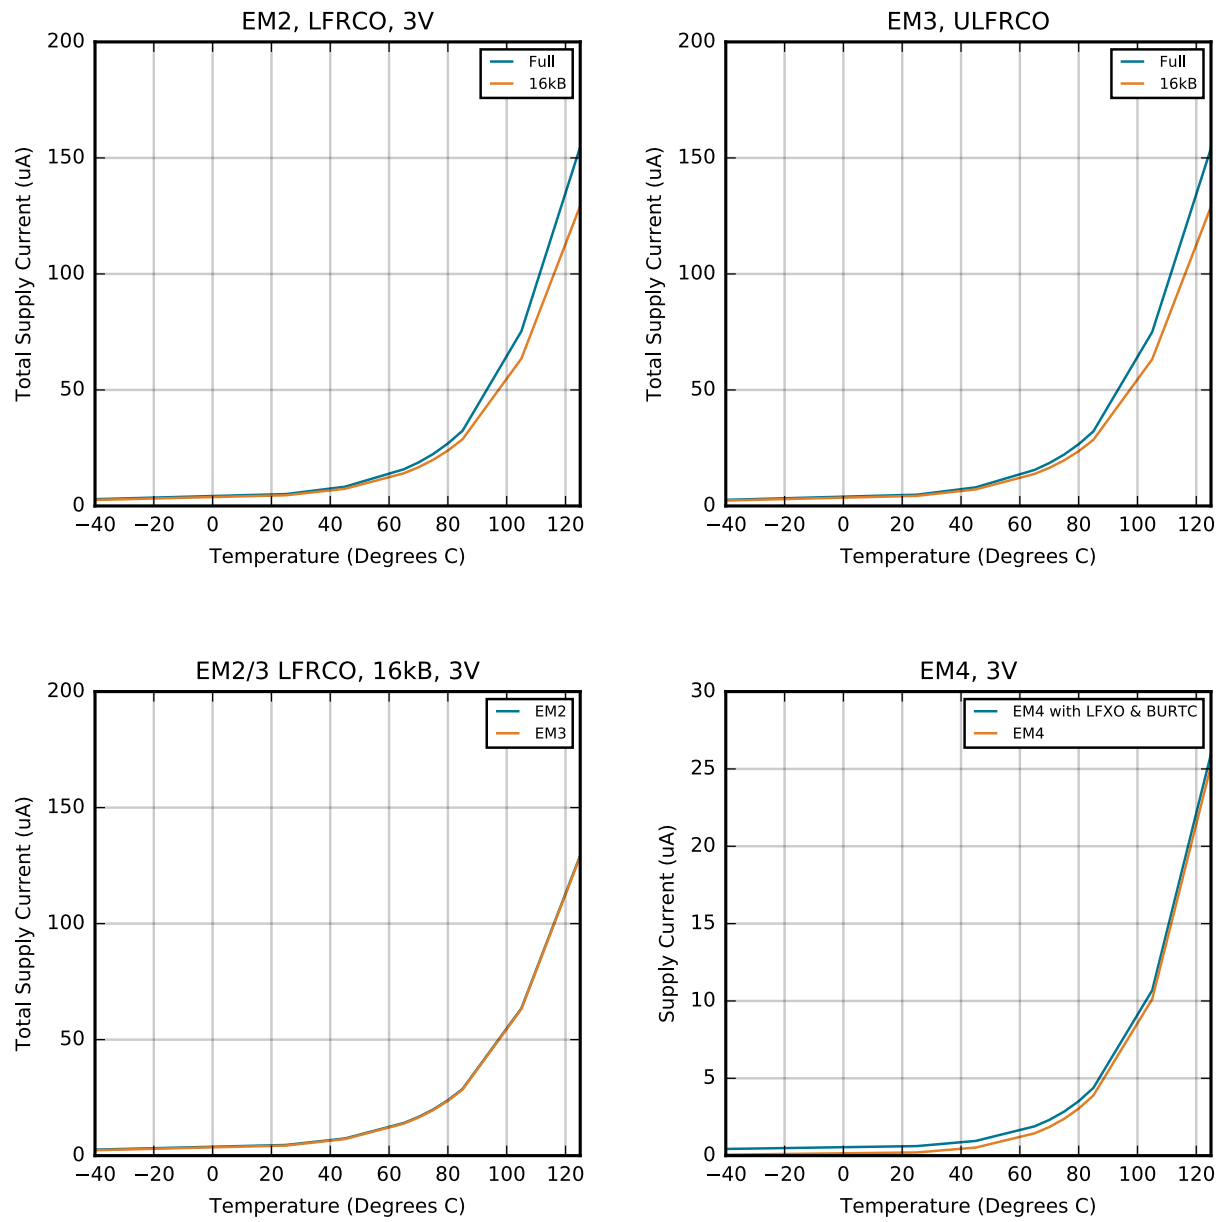 EM2, LFRCO, 3V
200
150
100
50
0
Total Supply Current (uA)
Full
16kB
−40 −20 0 20 40 60 80 100 120
Temperature (Degrees C)
EM3, ULFRCO
200
150
100
50
0
Total Supply Current (uA)
Full
16kB
−40 −20 0 20 40 60 80 100 120
Temperature (Degrees C)
EM2/3 LFRCO, 16kB, 3V
200
150
100
50
0
Total Supply Current (uA)
EM2
EM3
−40 −20 0 20 40 60 80 100 120
Temperature (Degrees C)
EM4, 3V
30
25
20
15
10
5
0
Supply Current (uA)
EM4 with LFXO & BURTC
EM4
−40 −20 0 20 40 60 80 100 120
Temperature (Degrees C)